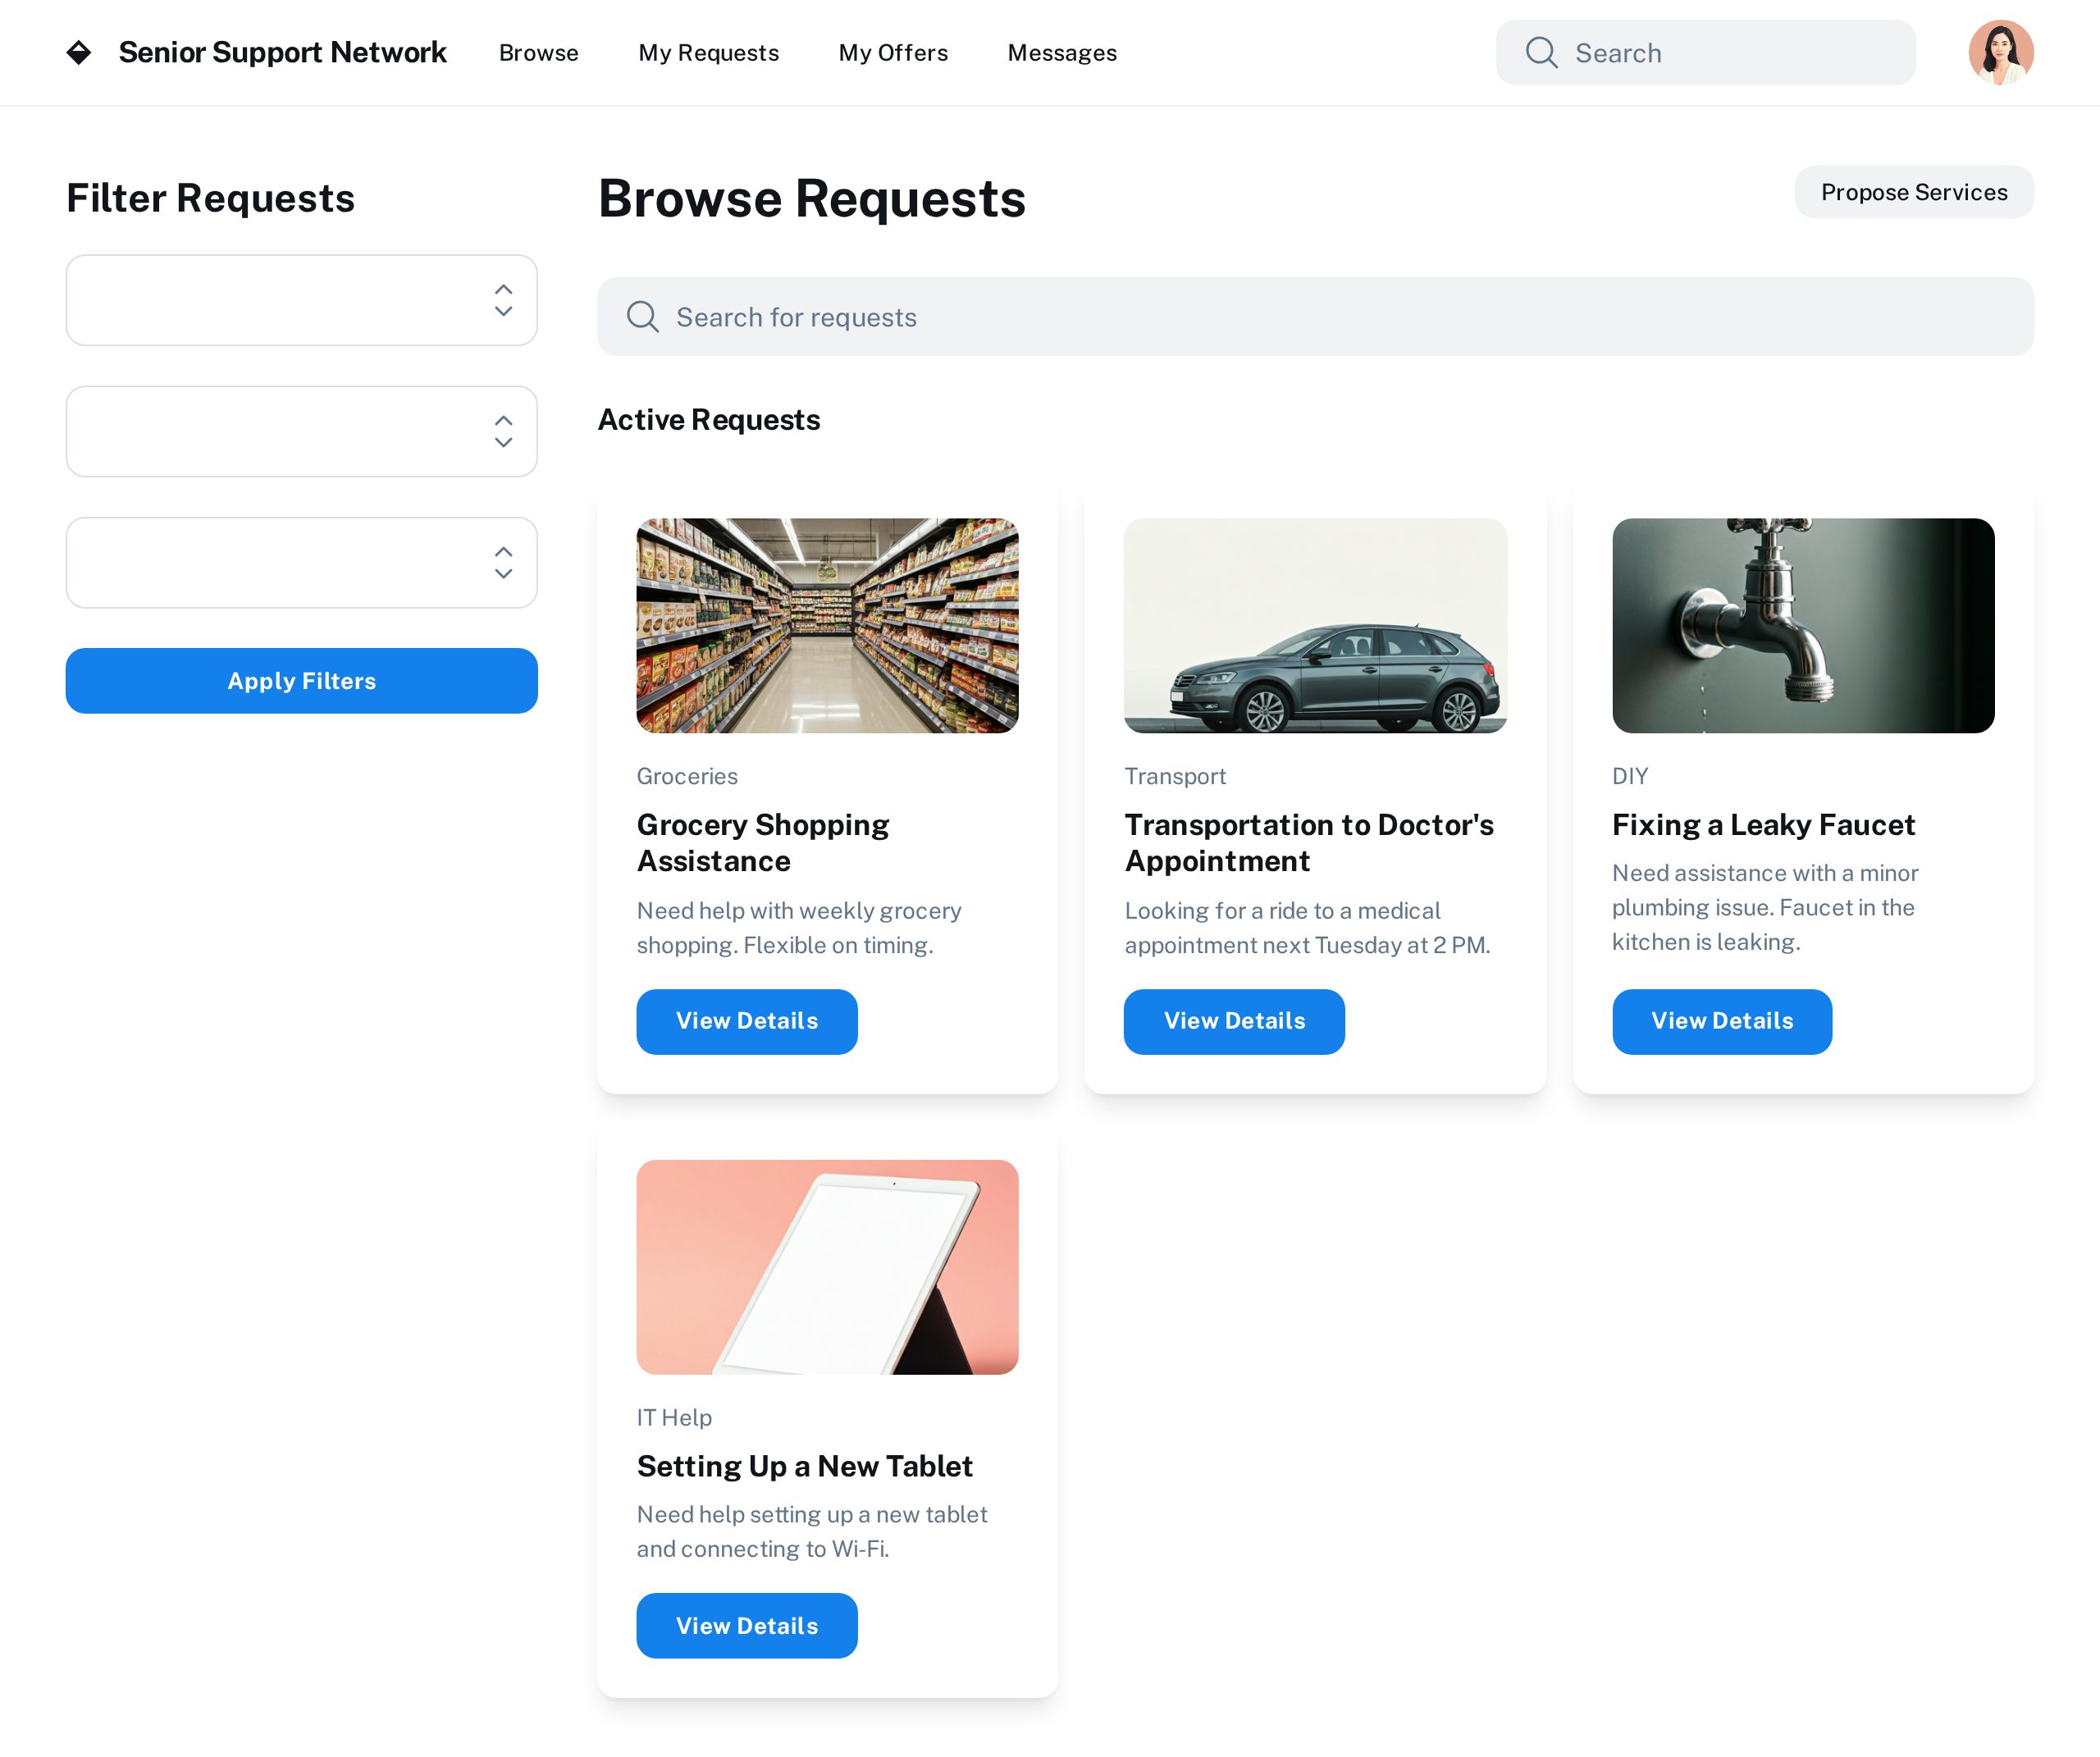 Senior Support Network
Browse
My Requests
My Offers
Messages
Search
Filter Requests
Apply Filters
Browse Requests
Propose Services
Search for requests
Active Requests
Groceries
Grocery Shopping
Assistance
Need help with weekly grocery
shopping. Flexible on timing.
View Details
Transport
Transportation to Doctor's
Appointment
Looking for a ride to a medical
appointment next Tuesday at 2 PM.
View Details
DIY
Fixing a Leaky Faucet
Need assistance with a minor
plumbing issue. Faucet in the
kitchen is leaking.
View Details
IT Help
Setting Up a New Tablet
Need help setting up a new tablet
and connecting to Wi-Fi.
View Details